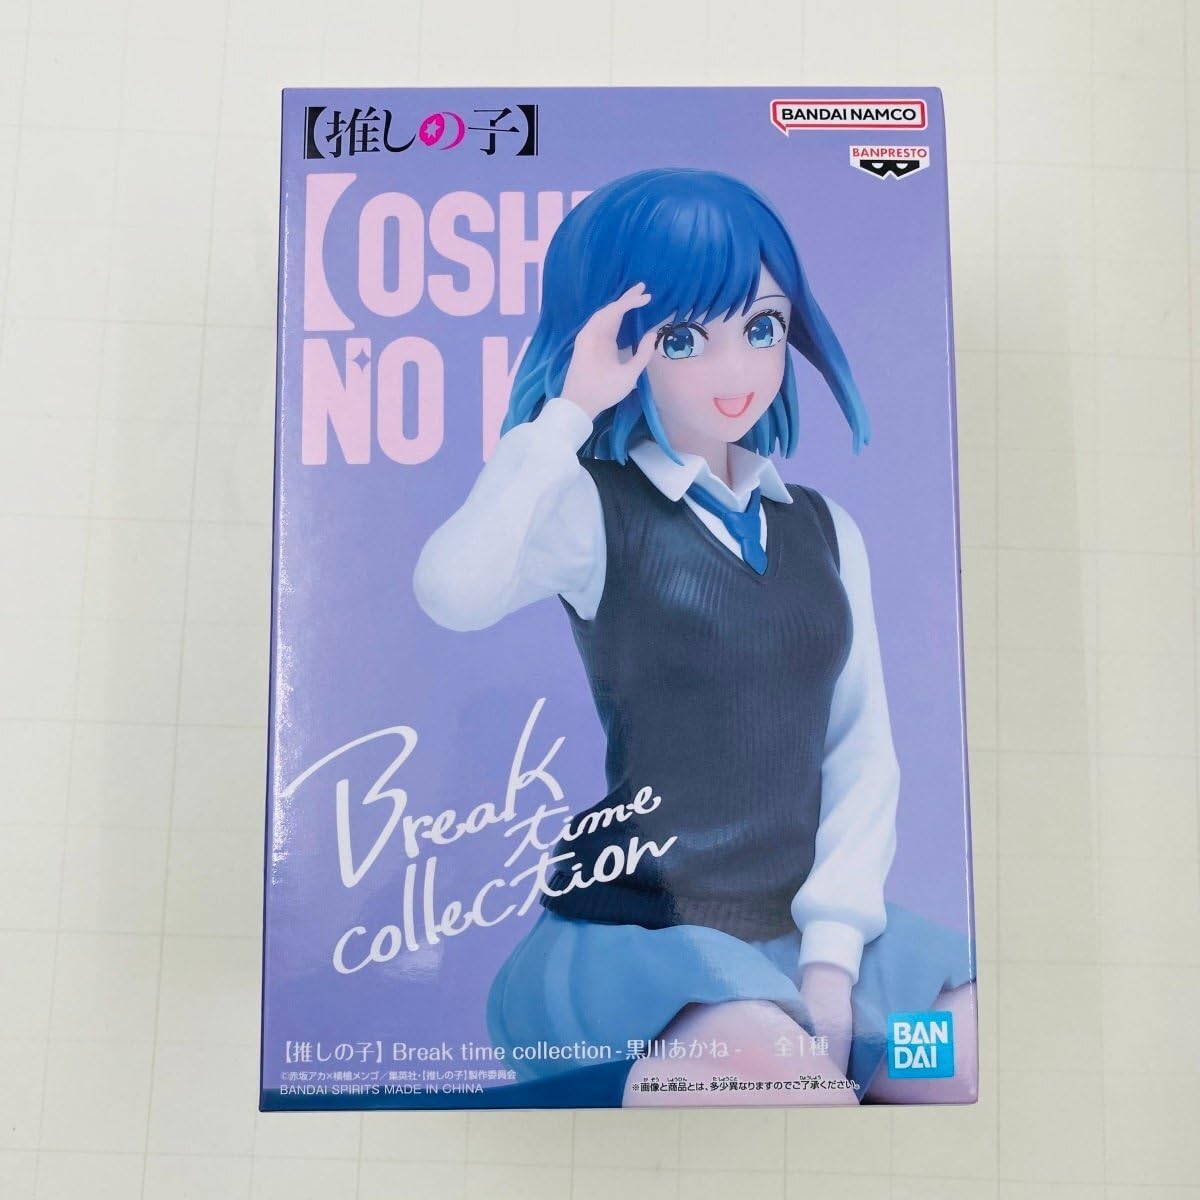 【推しの子】
BANDAI NAMCO
BANPRESTO
【OSHI
NO K
Break
time
collection
【推しの子】Break time collection-黒川あかね- 全1種
©赤坂アカ×横槍メンゴ／集英社・【推しの子】製作委員会
BANDAI SPIRITS MADE IN CHINA
※画像と商品とは、多少異なりますのでご了承ください。
BAN
DAI